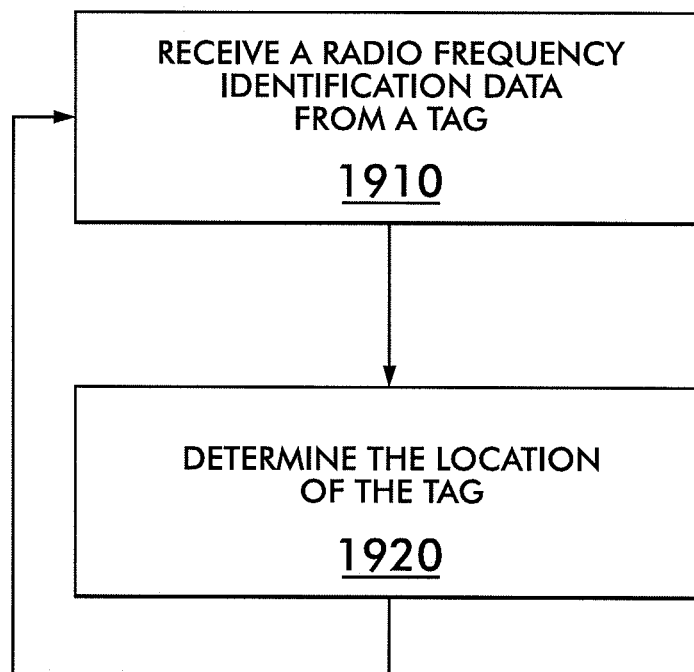 RECEIVE A RADIO FREQUENCY
IDENTIFICATION DATA
FROM A TAG
1910
DETERMINE THE LOCATION
OF THE TAG
1920